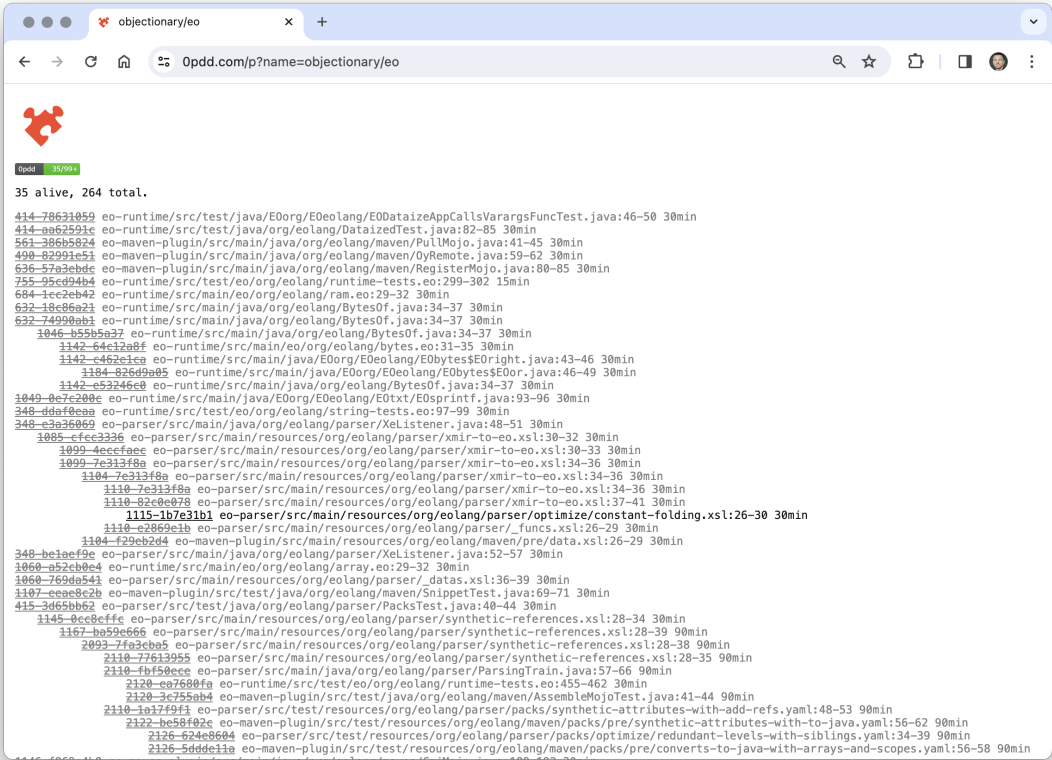 objectionary/eo
0pdd.com/p?name=objectionary/eo
0pdd 35/99+
35 alive, 264 total.
414-78631059 eo-runtime/src/test/java/EOorg/EOeolang/EODataizeAppCallsVarargsFuncTest.java:46-50 30min
414-aa62591c eo-runtime/src/test/java/org/eolang/DataizedTest.java:82-85 30min
561-386b5824 eo-maven-plugin/src/main/java/org/eolang/maven/PullMojo.java:41-45 30min
490-82991e51 eo-maven-plugin/src/main/java/org/eolang/maven/OyRemote.java:59-62 30min
636-57a3ebdc eo-maven-plugin/src/main/java/org/eolang/maven/RegisterMojo.java:80-85 30min
755-95cd94b4 eo-runtime/src/test/eo/org/eolang/runtime-tests.eo:299-302 15min
684-1cc2eb42 eo-runtime/src/main/eo/org/eolang/ram.eo:29-32 30min
632-18c86a21 eo-runtime/src/main/java/org/eolang/BytesOf.java:34-37 30min
632-74990ab1 eo-runtime/src/main/java/org/eolang/BytesOf.java:34-37 30min
1046-b55b5a37 eo-runtime/src/main/java/org/eolang/BytesOf.java:34-37 30min
1142-64c12a8f eo-runtime/src/main/eo/org/eolang/bytes.eo:31-35 30min
1142-c462e1ca eo-runtime/src/main/java/EOorg/EOeolang/EObytes$EOright.java:43-46 30min
1184-826d9a05 eo-runtime/src/main/java/EOorg/EOeolang/EObytes$EOor.java:46-49 30min
1142-e53246c0 eo-runtime/src/main/java/org/eolang/BytesOf.java:34-37 30min
1049-0e7c200c eo-runtime/src/main/java/EOorg/EOeolang/EOtxt/EOsprintf.java:93-96 30min
348-ddaf0eaa eo-runtime/src/test/eo/org/eolang/string-tests.eo:97-99 30min
348-e3a36069 eo-parser/src/main/java/org/eolang/parser/XeListener.java:48-51 30min
1085-cfcc3336 eo-parser/src/main/resources/org/eolang/parser/xmir-to-eo.xsl:30-32 30min
1099-4eccfaec eo-parser/src/main/resources/org/eolang/parser/xmir-to-eo.xsl:30-33 30min
1099-7e313f8a eo-parser/src/main/resources/org/eolang/parser/xmir-to-eo.xsl:34-36 30min
1104-7e313f8a eo-parser/src/main/resources/org/eolang/parser/xmir-to-eo.xsl:34-36 30min
1110-7e313f8a eo-parser/src/main/resources/org/eolang/parser/xmir-to-eo.xsl:34-36 30min
1110-82c0e078 eo-parser/src/main/resources/org/eolang/parser/xmir-to-eo.xsl:37-41 30min
1115-1b7e31b1 eo-parser/src/main/resources/org/eolang/parser/optimize/constant-folding.xsl:26-30 30min
1110-e2869e1b eo-parser/src/main/resources/org/eolang/parser/_funcs.xsl:26-29 30min
1104-f29eb2d4 eo-maven-plugin/src/main/resources/org/eolang/maven/pre/data.xsl:26-29 30min
348-be1aef9e eo-parser/src/main/java/org/eolang/parser/XeListener.java:52-57 30min
1060-a52cb0e4 eo-runtime/src/main/eo/org/eolang/array.eo:29-32 30min
1060-769da541 eo-parser/src/main/resources/org/eolang/parser/_datas.xsl:36-39 30min
1107-eeae8c2b eo-maven-plugin/src/test/java/org/eolang/maven/SnippetTest.java:69-71 30min
415-3d65bb62 eo-parser/src/test/java/org/eolang/parser/PacksTest.java:40-44 30min
1145-0cc8cffc eo-parser/src/main/resources/org/eolang/parser/synthetic-references.xsl:28-34 30min
1167-ba59e666 eo-parser/src/main/resources/org/eolang/parser/synthetic-references.xsl:28-39 90min
2093-7fa3cba5 eo-parser/src/main/resources/org/eolang/parser/synthetic-references.xsl:28-38 90min
2110-77613955 eo-parser/src/main/resources/org/eolang/parser/synthetic-references.xsl:28-35 90min
2110-fbf50ece eo-parser/src/main/java/org/eolang/parser/ParsingTrain.java:57-66 90min
2120-ea7680fa eo-runtime/src/test/eo/org/eolang/runtime-tests.eo:455-462 30min
2120-3c755ab4 eo-maven-plugin/src/test/java/org/eolang/maven/AssembleMojoTest.java:41-44 90min
2110-1a17f9f1 eo-parser/src/test/resources/org/eolang/parser/packs/synthetic-attributes-with-add-refs.yaml:48-53 90min
2122-be58f02c eo-maven-plugin/src/test/resources/org/eolang/maven/packs/pre/synthetic-attributes-with-to-java.yaml:56-62 90min
2126-624e8604 eo-parser/src/test/resources/org/eolang/parser/packs/optimize/redundant-levels-with-siblings.yaml:34-39 90min
2126-5ddde11a eo-maven-plugin/src/test/resources/org/eolang/maven/packs/pre/converts-to-java-with-arrays-and-scopes.yaml:56-58 90min